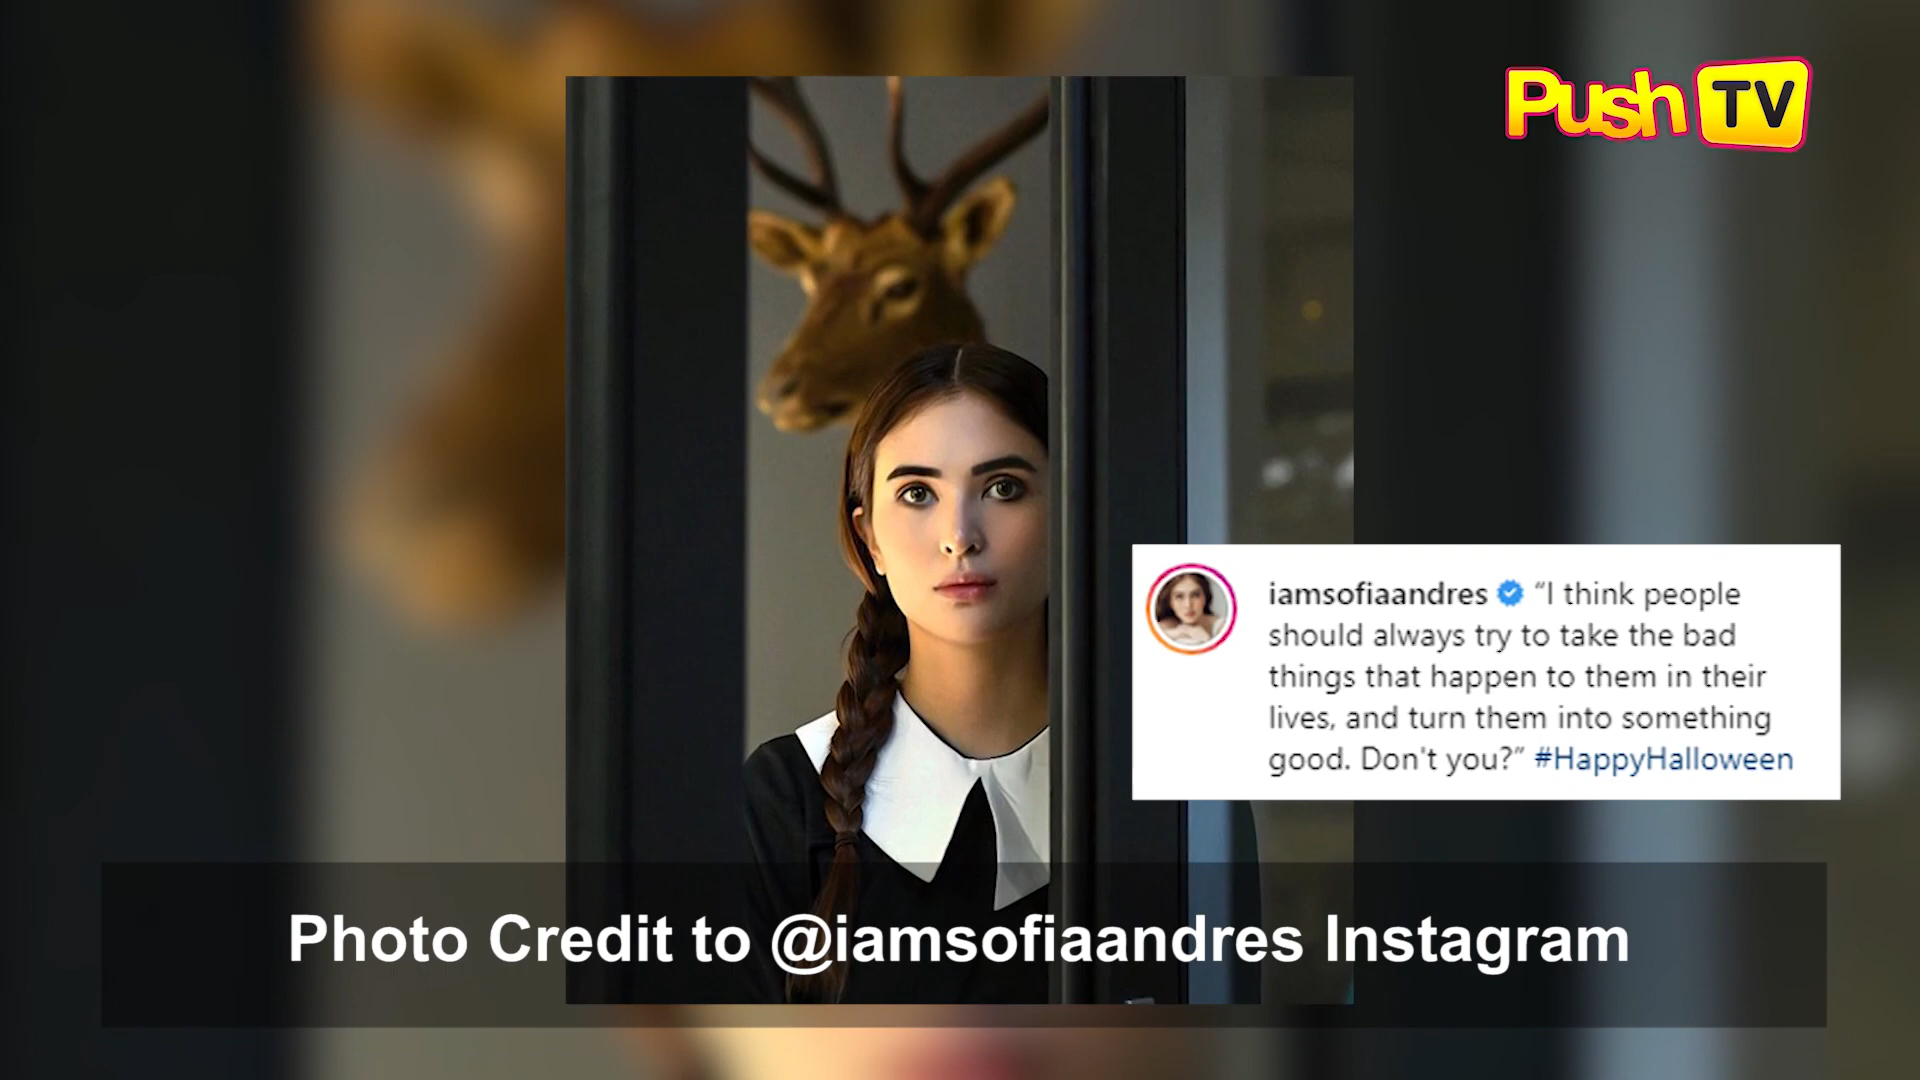 Push TV
iamsofiaandres “I think people
should always try to take the bad
things that happen to them in their
lives, and turn them into something
good. Don't you?” #HappyHalloween
Photo Credit to @iamsofiaandres Instagram